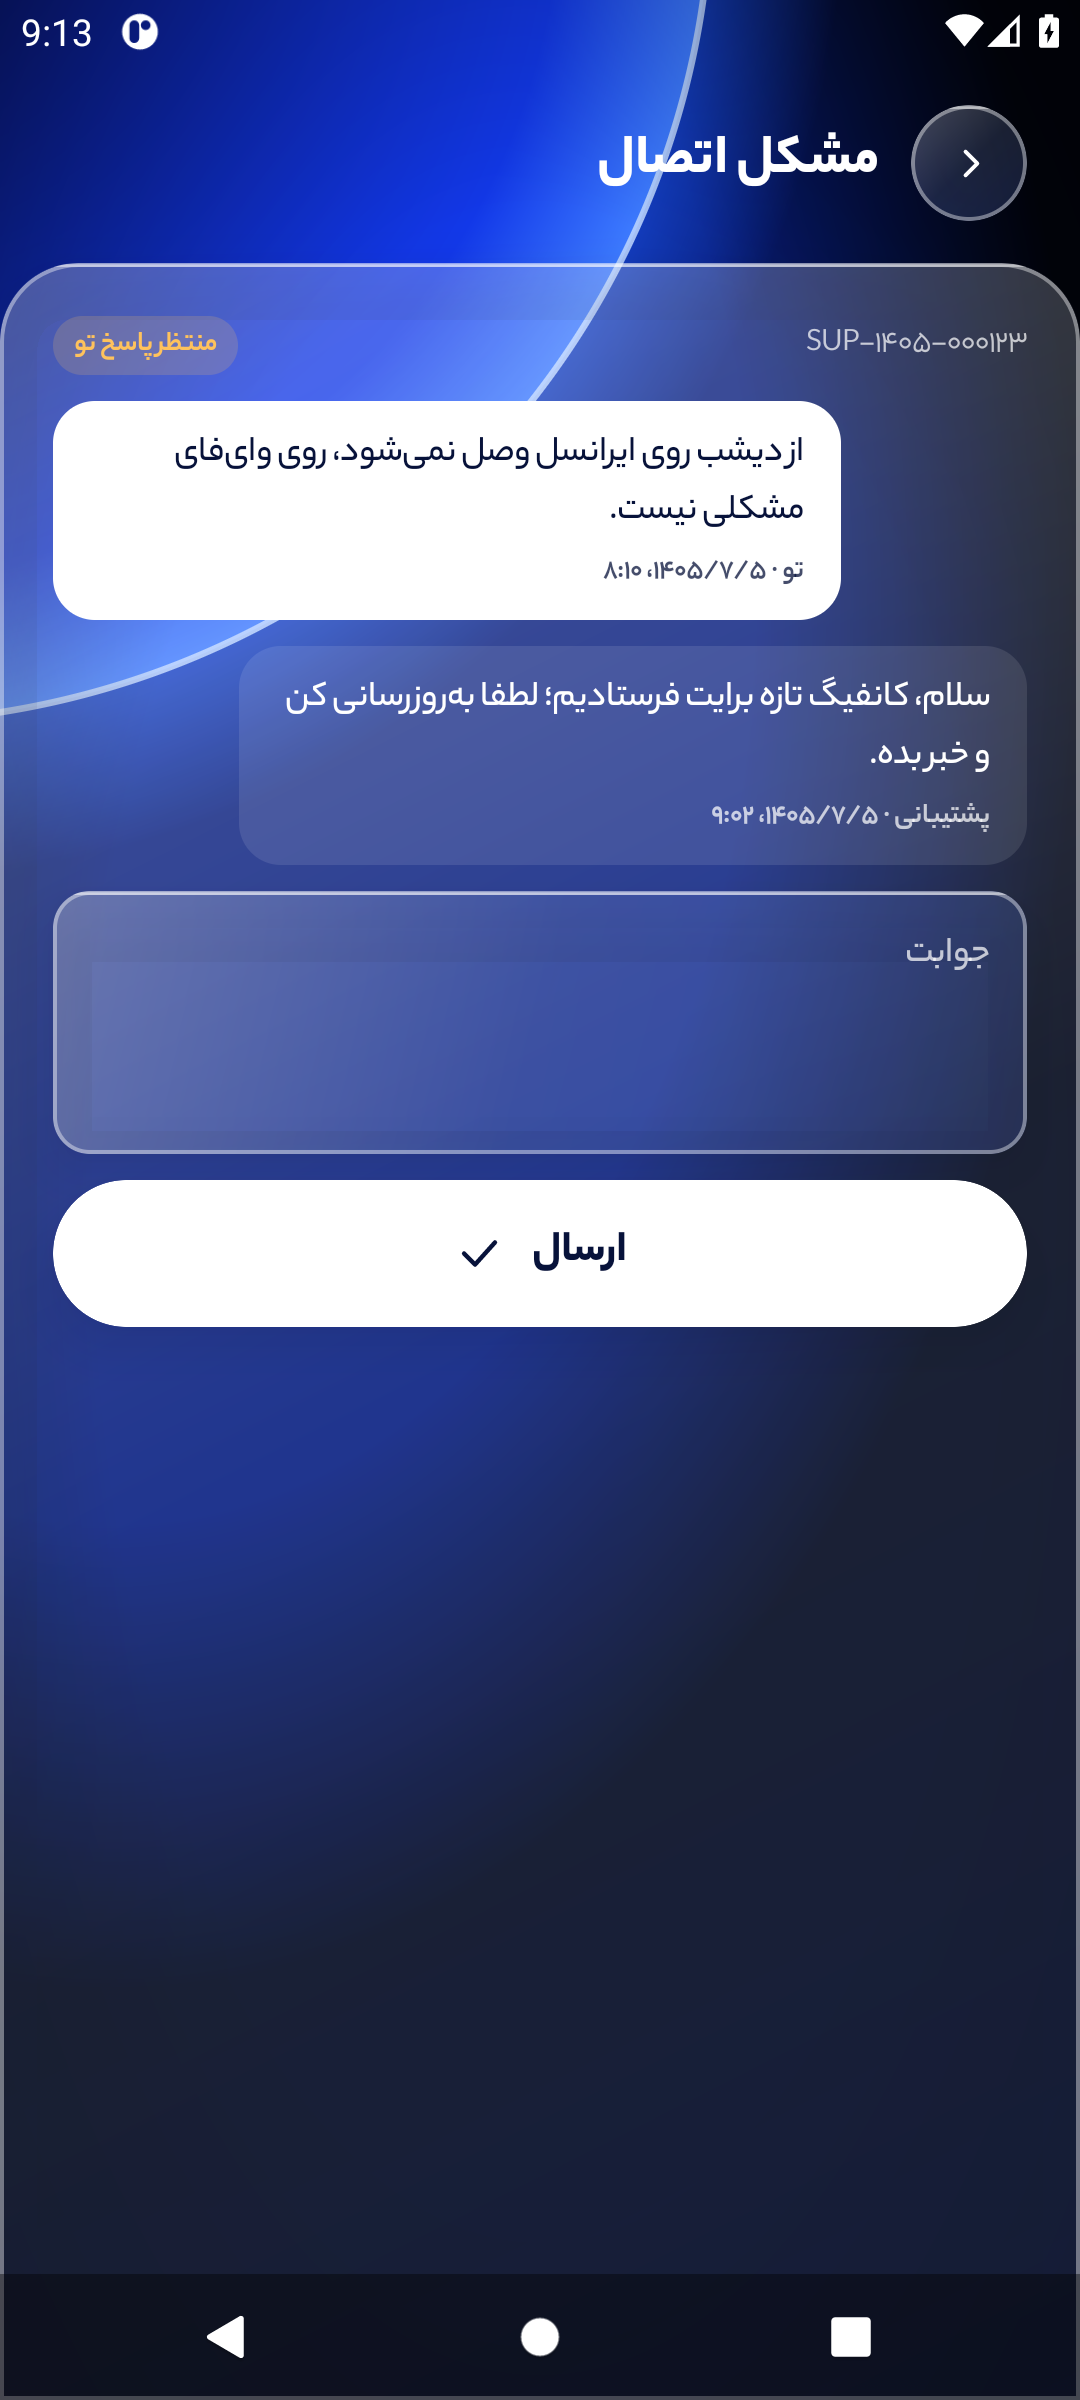 9:13
مشکل اتصال
SUP-۱۴۰۵-۰۰۰۱۲۳
منتظر پاسخ تو
از دیشب روی ایرانسل وصل نمی‌شود، روی وای‌فای
مشکلی نیست.
تو · ۱۴۰۵/۷/۵، ۸:۱۰
سلام، کانفیگ تازه برایت فرستادیم؛ لطفا به‌روزرسانی کن
و خبر بده.
پشتیبانی · ۱۴۰۵/۷/۵، ۹:۰۲
جوابت
ارسال